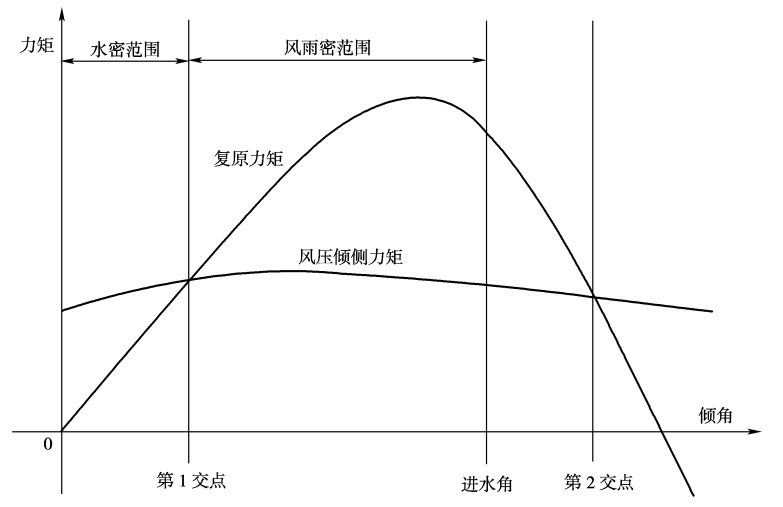 力矩
水密范围
风雨密范围
复原力矩
风压倾侧力矩
倾角
0
第1交点
进水角
第2交点